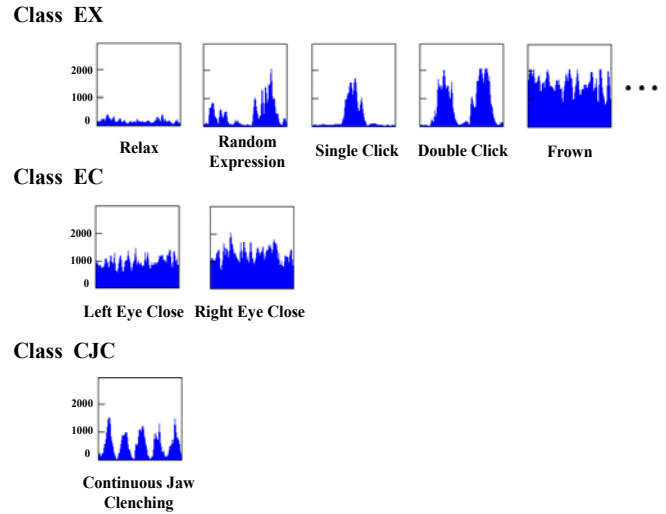 Class EX
2000
1000
0
Relax
Random
Expression
Single Click
Double Click
Frown
Class EC
2000
1000
0
Left Eye Close
Right Eye Close
Class CJC
2000
1000
0
Continuous Jaw
Clenching